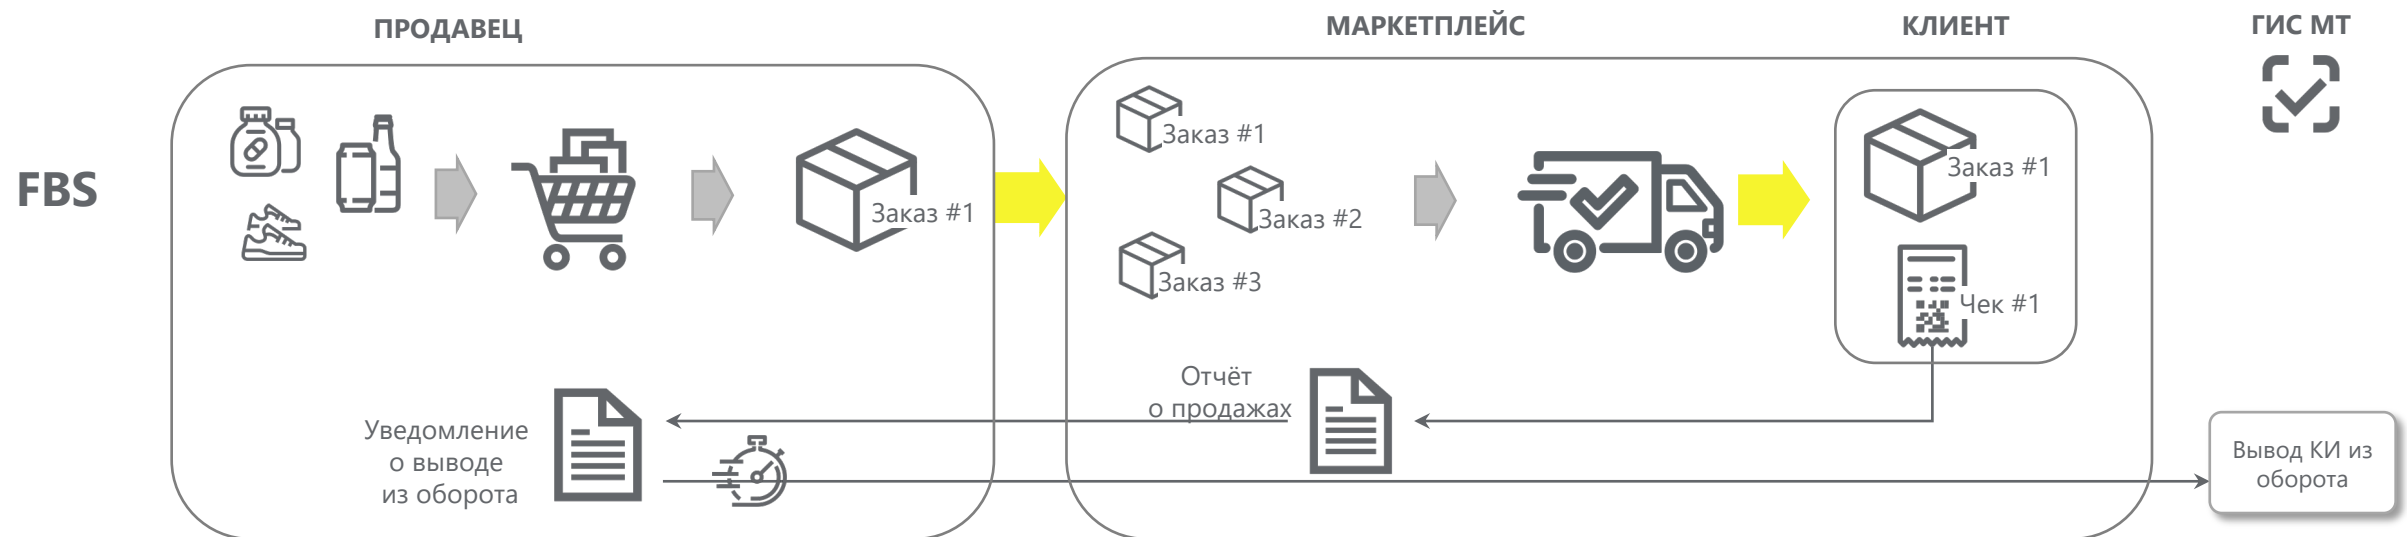 ПРОДАВЕЦ
МАРКЕТПЛЕЙС
КЛИЕНТ
ГИС МТ
FBS
Заказ #1
Заказ #1
Заказ #2
Заказ #3
Заказ #1
Чек #1
Отчёт
о продажах
Уведомление
о выводе
из оборота
Вывод КИ из
оборота